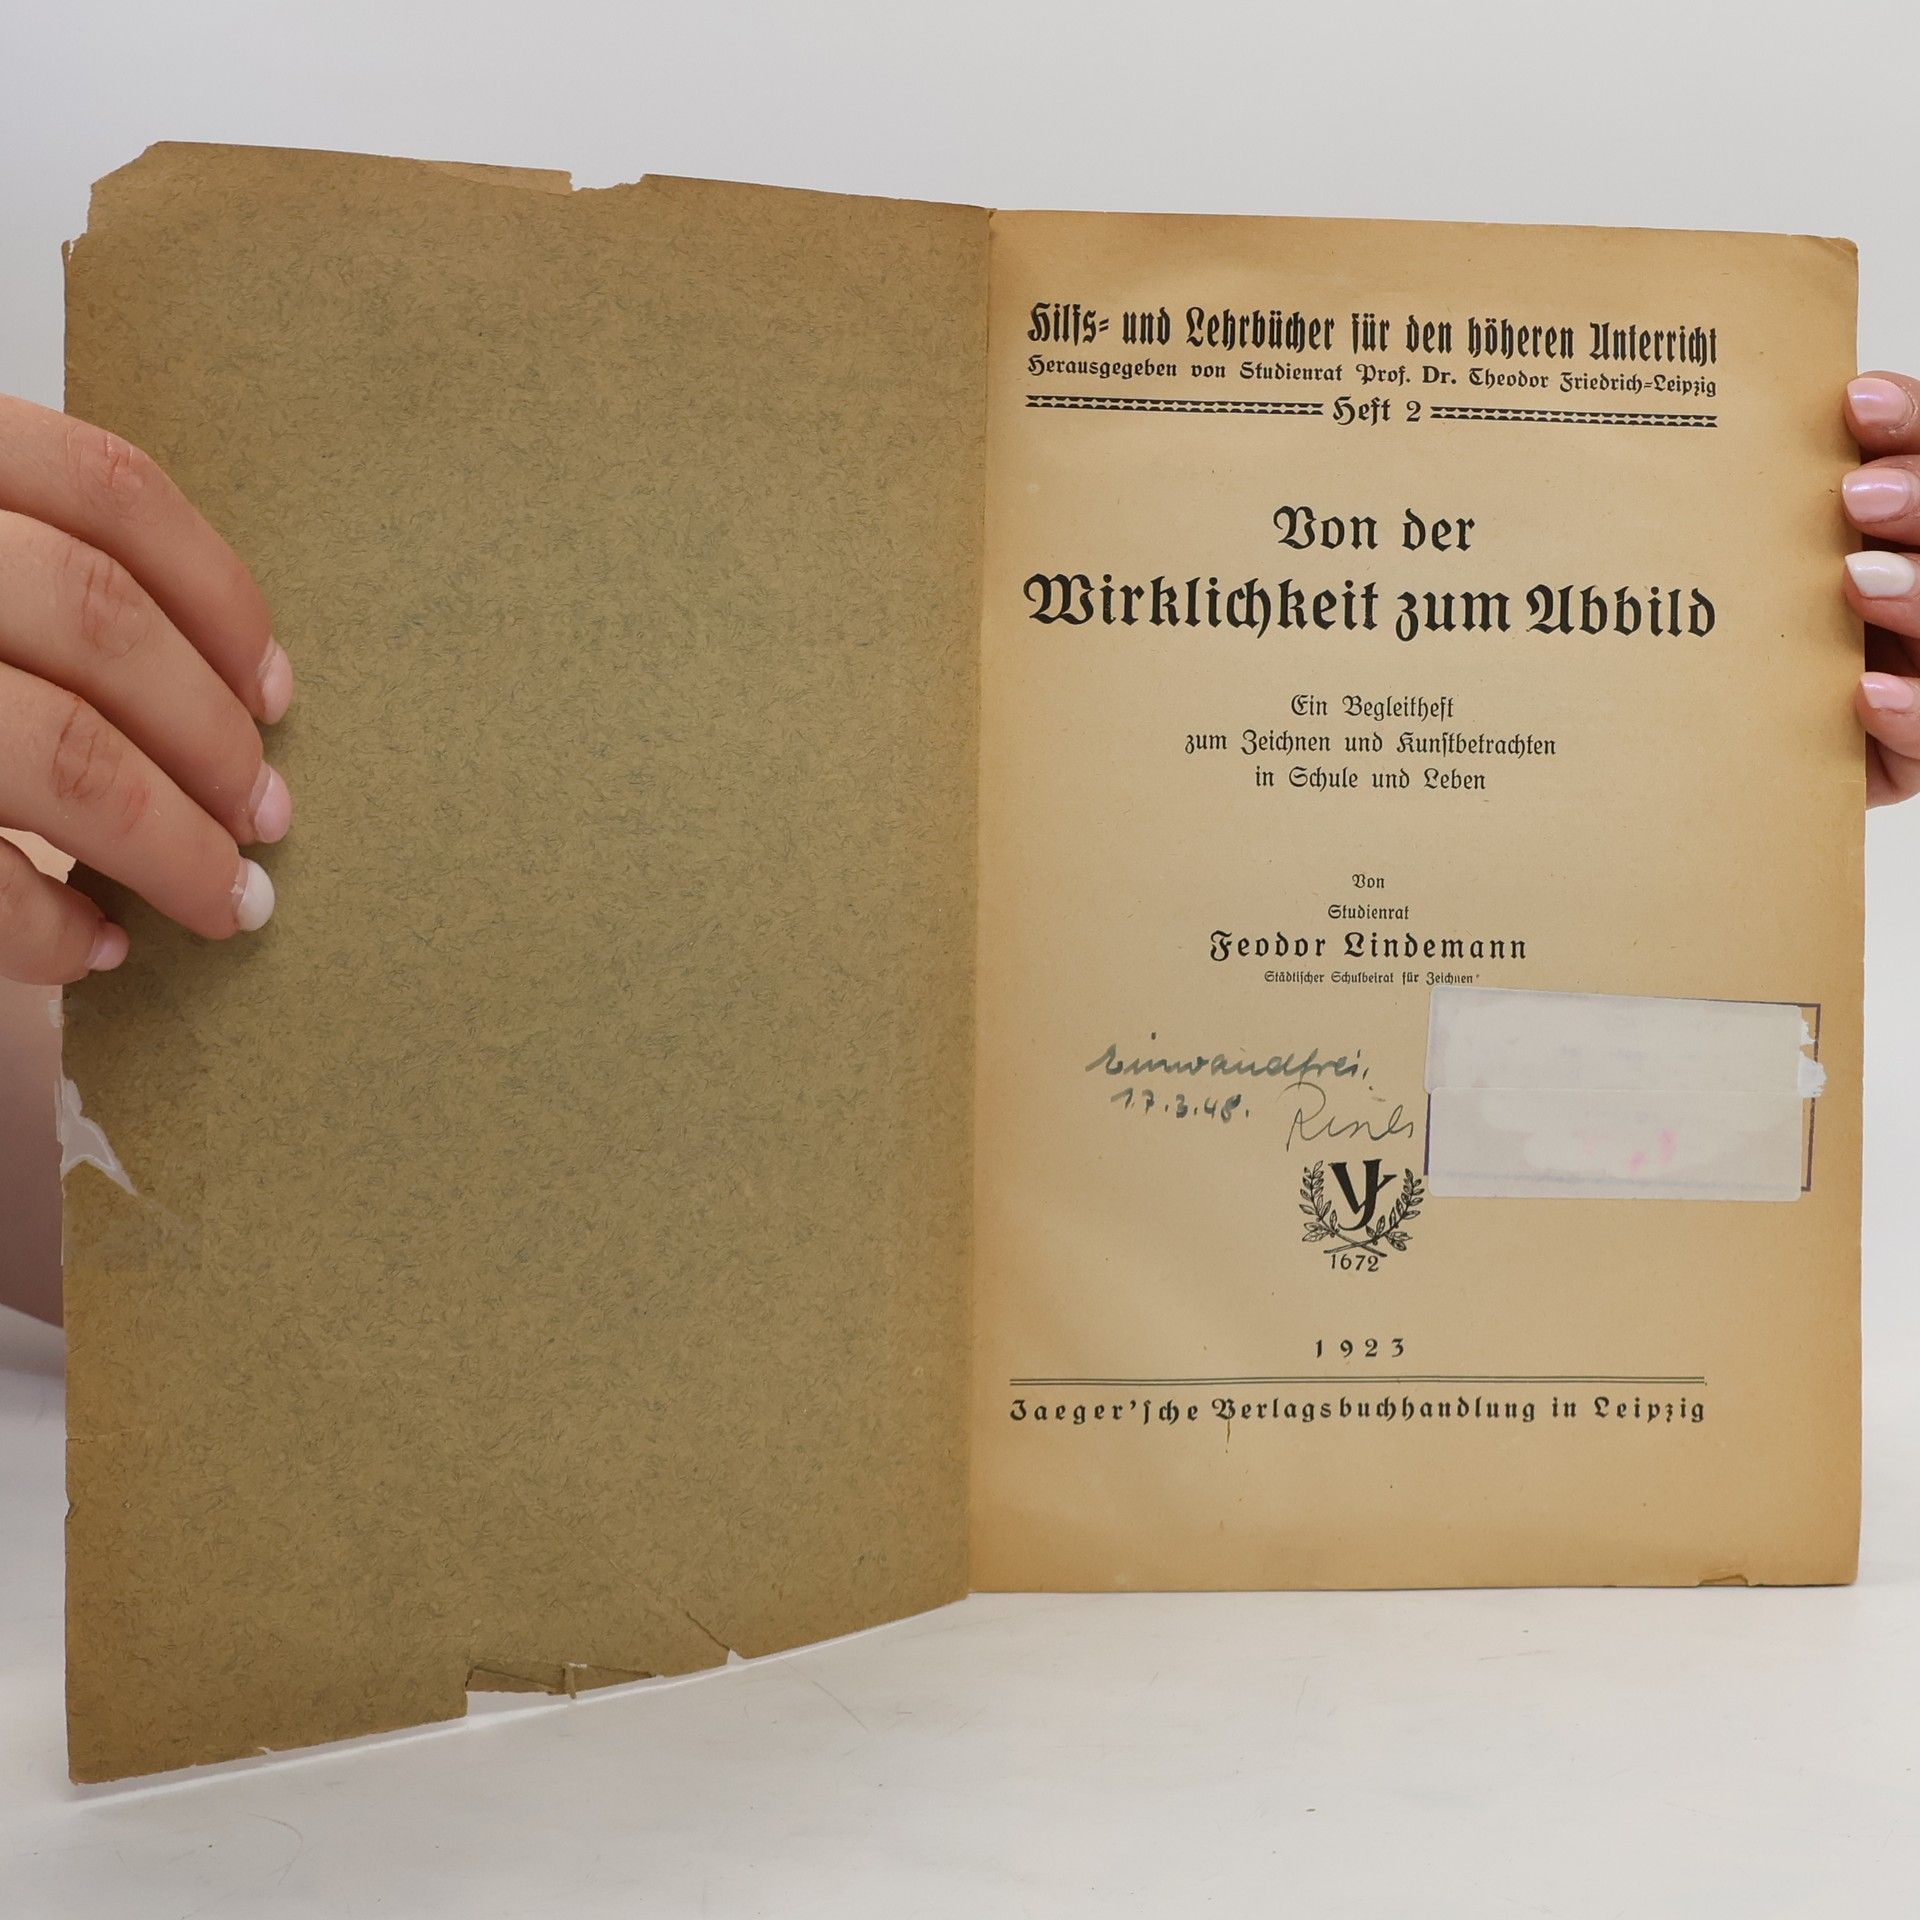 Hilfs- und Lehrbücher für den höheren Unterricht
Herausgegeben von Studienrat Prof. Dr. Theodor Friedrich-Leipzig
Heft 2
Von der
Wirklichkeit zum Abbild
Ein Begleitheft
zum Zeichnen und Kunstbetrachten
in Schule und Leben
Von
Studienrat
Feodor Lindemann
Städtischer Schulbeirat für Zeichnen
Einwandfrei.
17.3.48.
VJ
1672
1923
Jaeger'sche Verlagsbuchhandlung in Leipzig